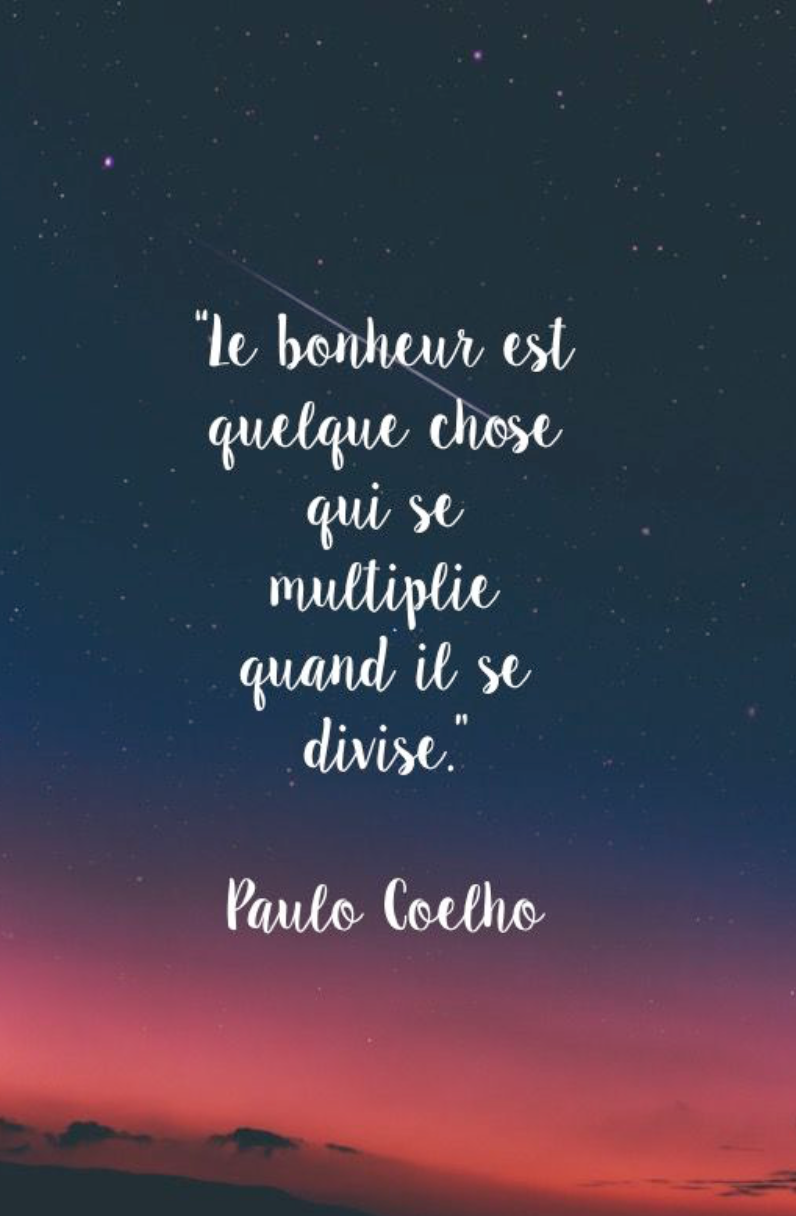 "Le bonheur est
quelque chose
qui se
multiplie
quand il se
divise."
Paulo Coelho